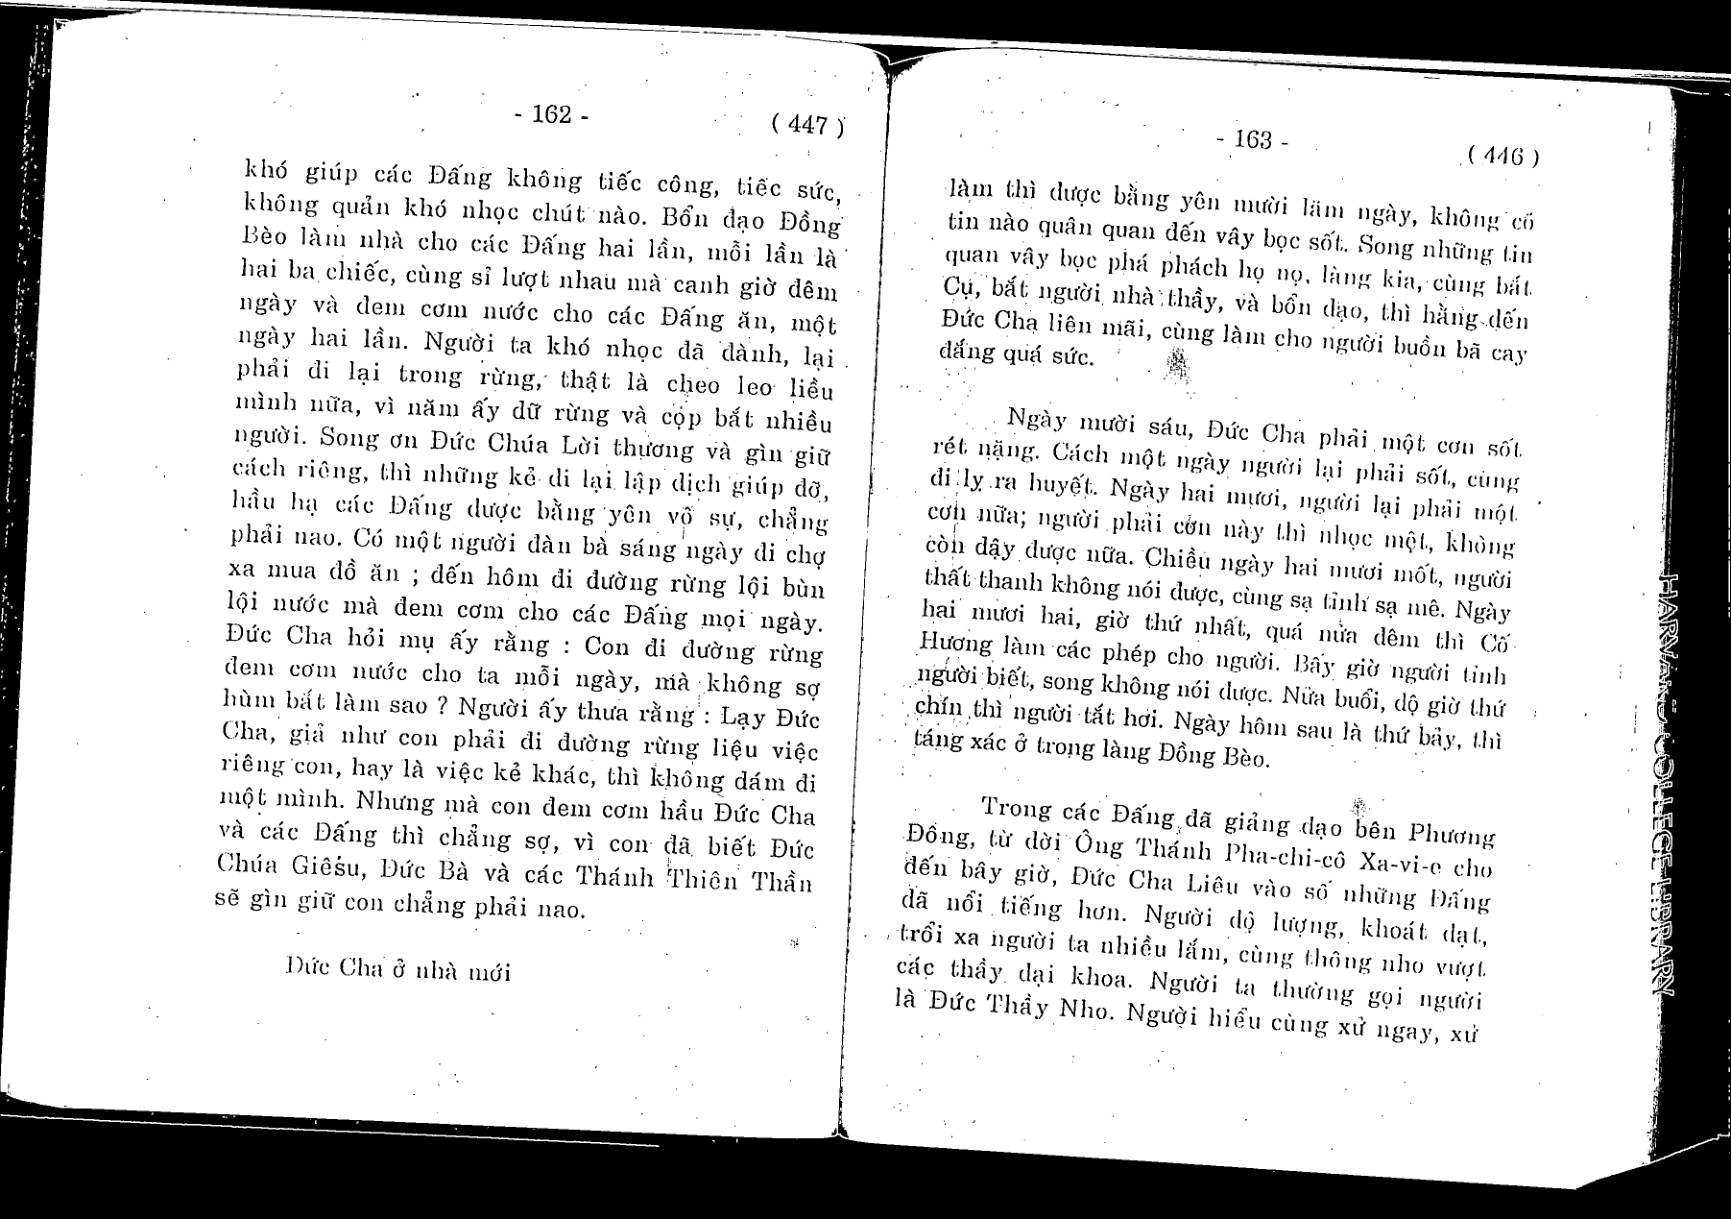 - 162 -
( 447 )
khó giúp các Đấng không tiếc công, tiếc sức,
không quản khó nhọc chút nào. Bổn đạo Đồng
Bèo làm nhà cho các Đấng hai lần, mỗi lần là
hai ba chiếc, cùng sỉ lượt nhau mà canh giờ đêm
ngày và đem cơm nước cho các Đấng ăn, một
ngày hai lần. Người ta khó nhọc đã đành, lại
phải đi lại trong rừng, thật là cheo leo liều
mình nữa, vì năm ấy dữ rừng và cọp bắt nhiều
người. Song ơn Đức Chúa Lời thương và gìn giữ
cách riêng, thì những kẻ đi lại lập dịch giúp đỡ,
hầu hạ các Đấng được bằng yên vô sự, chẳng
phải nao. Có một người đàn bà sáng ngày đi chợ
xa mua đồ ăn ; đến hôm đi đường rừng lội bùn
lội nước mà đem cơm cho các Đấng mọi ngày.
Đức Cha hỏi mụ ấy rằng : Con đi đường rừng
đem cơm nước cho ta mỗi ngày, mà không sợ
hùm bắt làm sao ? Người ấy thưa rằng : Lạy Đức
Cha, giả như con phải đi đường rừng liệu việc
riêng con, hay là việc kẻ khác, thì không dám đi
một mình. Nhưng mà con đem cơm hầu Đức Cha
và các Đấng thì chẳng sợ, vì con đã biết Đức
Chúa Giêsu, Đức Bà và các Thánh Thiên Thần
sẽ gìn giữ con chẳng phải nao.
Đức Cha ở nhà mới
- 163 -
( 446 )
làm thì được bằng yên mười lăm ngày, không có
tin nào quân quan đến vây bọc sốt. Song những tin
quan vây bọc phá phách họ nọ, làng kia, cùng bắt
Cụ, bắt người nhà thầy, và bổn đạo, thì hằng đến
Đức Cha liên mãi, cùng làm cho người buồn bã cay
đắng quá sức.
Ngày mười sáu, Đức Cha phải một cơn sốt
rét nặng. Cách một ngày người lại phải sốt, cùng
đi lỵ ra huyết. Ngày hai mươi, người lại phải một
cơn nữa; người phải cơn này thì nhọc mệt, không
còn dậy được nữa. Chiều ngày hai mươi mốt, người
thất thanh không nói được, cùng sạ tỉnh sạ mê. Ngày
hai mươi hai, giờ thứ nhất, quá nửa đêm thì Cố
Hương làm các phép cho người. Bấy giờ người tỉnh
người biết, song không nói được. Nửa buổi, độ giờ thứ
chín thì người tắt hơi. Ngày hôm sau là thứ bảy, thì
táng xác ở trong làng Đồng Bèo.
Trong các Đấng đã giảng đạo bên Phương
Đông, từ đời Ông Thánh Pha-chi-cô Xa-vi-e cho
đến bây giờ, Đức Cha Liêu vào số những Đấng
đã nổi tiếng hơn. Người độ lượng, khoát đạt,
trổi xa người ta nhiều lắm, cùng thông nho vượt
các thầy đại khoa. Người ta thường gọi người
là Đức Thầy Nho. Người hiểu cùng xử ngay, xử
HARVARD COLLEGE LIBRARY